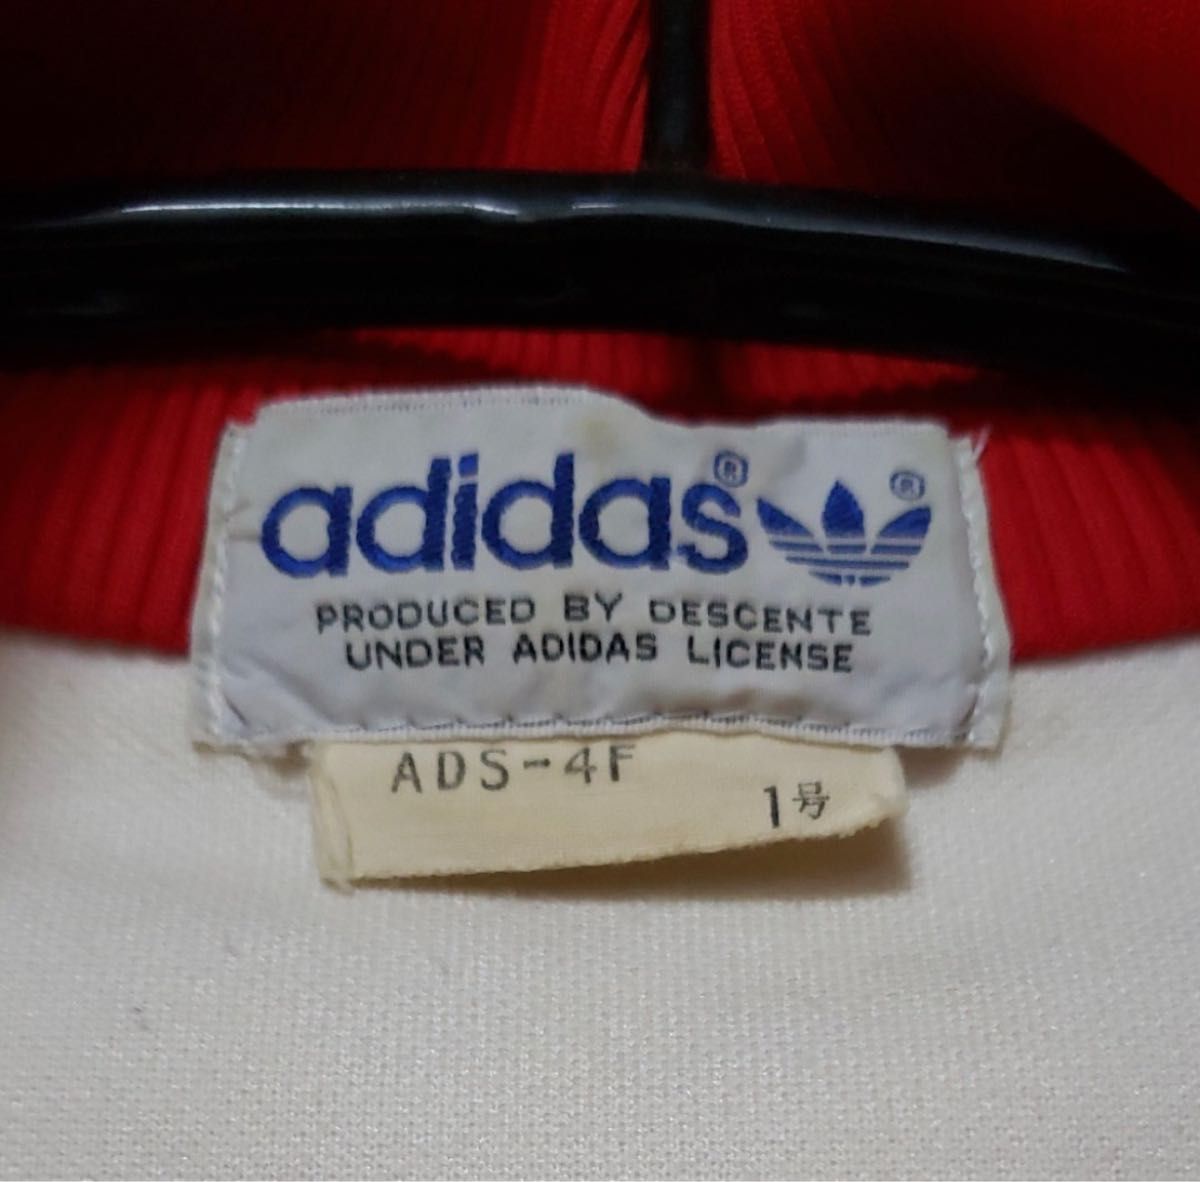 adidas® ®
PRODUCED BY DESCENTE
UNDER ADIDAS LICENSE
ADS-4F
1号